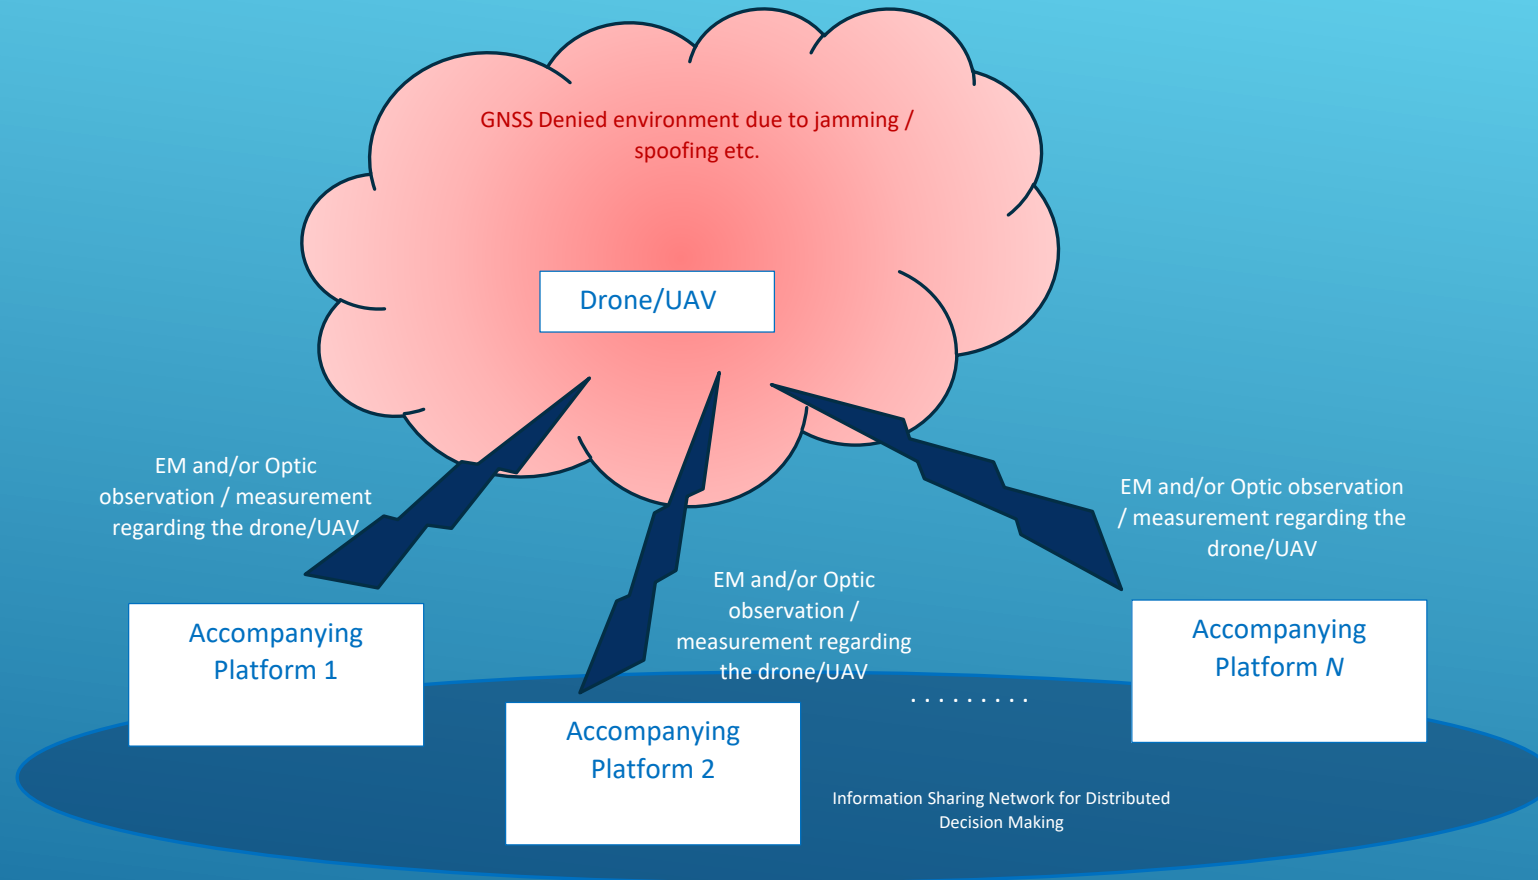 GNSS Denied environment due to jamming /
spoofing etc.
Drone/UAV
EM and/or Optic
observation / measurement
regarding the drone/UAV
EM and/or Optic observation
/ measurement regarding the
drone/UAV
EM and/or Optic
observation /
measurement regarding
the drone/UAV
Accompanying
Platform 1
Accompanying
Platform 2
. . . . . . . . .
Accompanying
Platform N
Information Sharing Network for Distributed
Decision Making